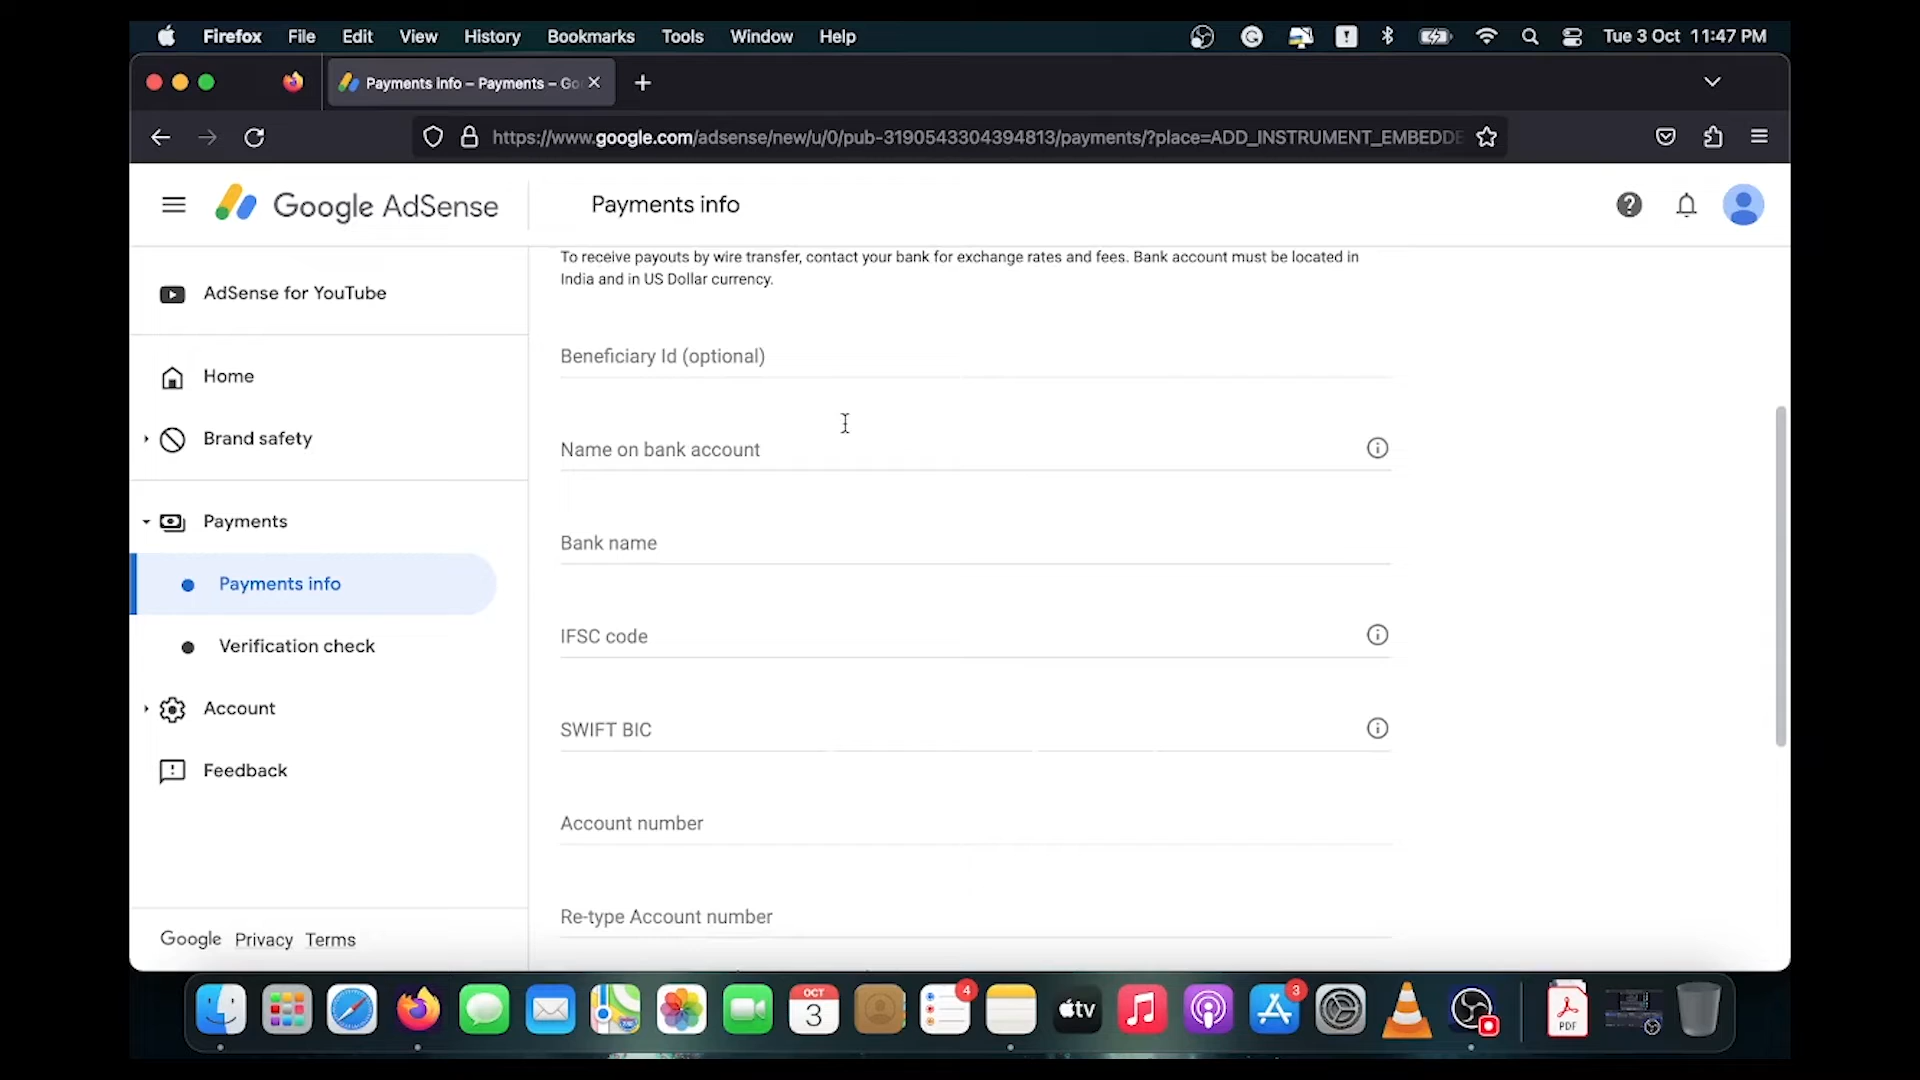 Firefox File Edit View History Bookmarks Tools Window Help Tue 3 Oct 11:47 PM
Payments info – Payments – Go
https://www.google.com/adsense/new/u/0/pub-3190543304394813/payments/?place=ADD_INSTRUMENT_EMBEDDE
Google AdSense
Payments info
AdSense for YouTube
Home
Brand safety
Payments
Payments info
Verification check
Account
Feedback
Google Privacy Terms
To receive payouts by wire transfer, contact your bank for exchange rates and fees. Bank account must be located in
India and in US Dollar currency.
Beneficiary Id (optional)
Name on bank account
Bank name
IFSC code
SWIFT BIC
Account number
Re-type Account number
OCT
3
4
tv
3
PDF